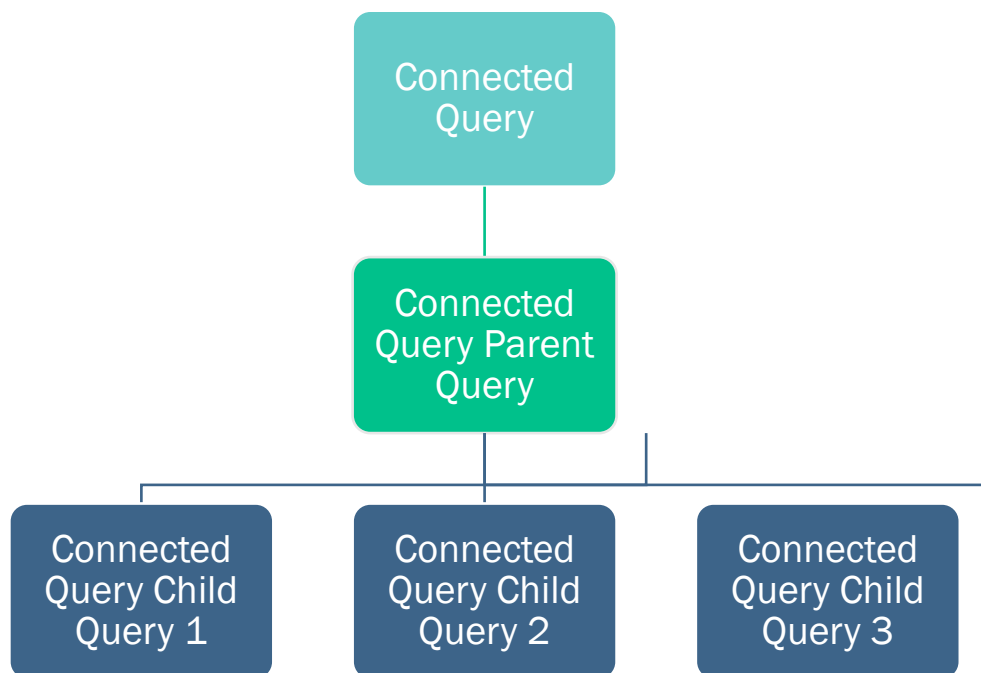 Connected
Query
Connected
Query Parent
Query
Connected
Query Child
Query 1
Connected
Query Child
Query 2
Connected
Query Child
Query 3